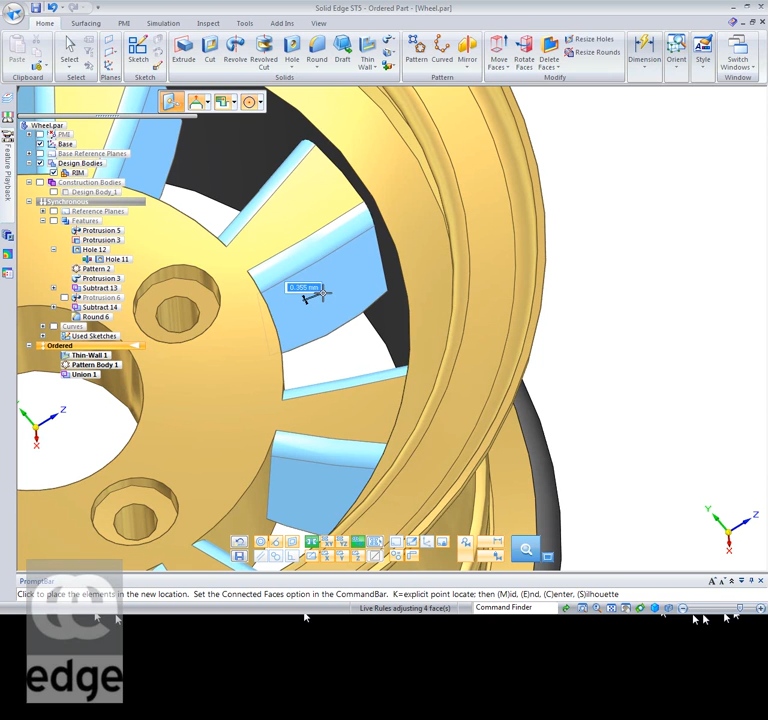 Solid Edge ST5 - Ordered Part - [Wheel.par]
Home Surfacing PMI Simulation Inspect Tools Add Ins View
Paste Select Planes Sketch Extrude Cut Revolve Revolved Cut Hole Round Draft Thin Wall Pattern Curved Mirror Move Faces Rotate Faces Delete Faces Resize Holes Resize Rounds Dimension Orient Style Switch Windows
Clipboard Select Planes Sketch Solids Pattern Modify Window
Feature Playback
Wheel.par
PMI
Base
Base Reference Planes
Design Bodies
RIM
Construction Bodies
Design Body_1
Synchronous
Reference Planes
Features
Protrusion 5
Protrusion 3
Hole 12
Hole 11
Pattern 2
Protrusion 3
Subtract 13
Protrusion 6
Subtract 14
Round 6
Curves
Used Sketches
Ordered
Thin-Wall 1
Pattern Body 1
Union 1
0.355 mm
Z
X
Y
Z
X
PromptBar
Click to place the elements in the new location. Set the Connected Faces option in the CommandBar. K=explicit point locate; then (M)id, (E)nd, (C)enter, (S)ilhouette
Live Rules adjusting 4 face(s) Command Finder
edge